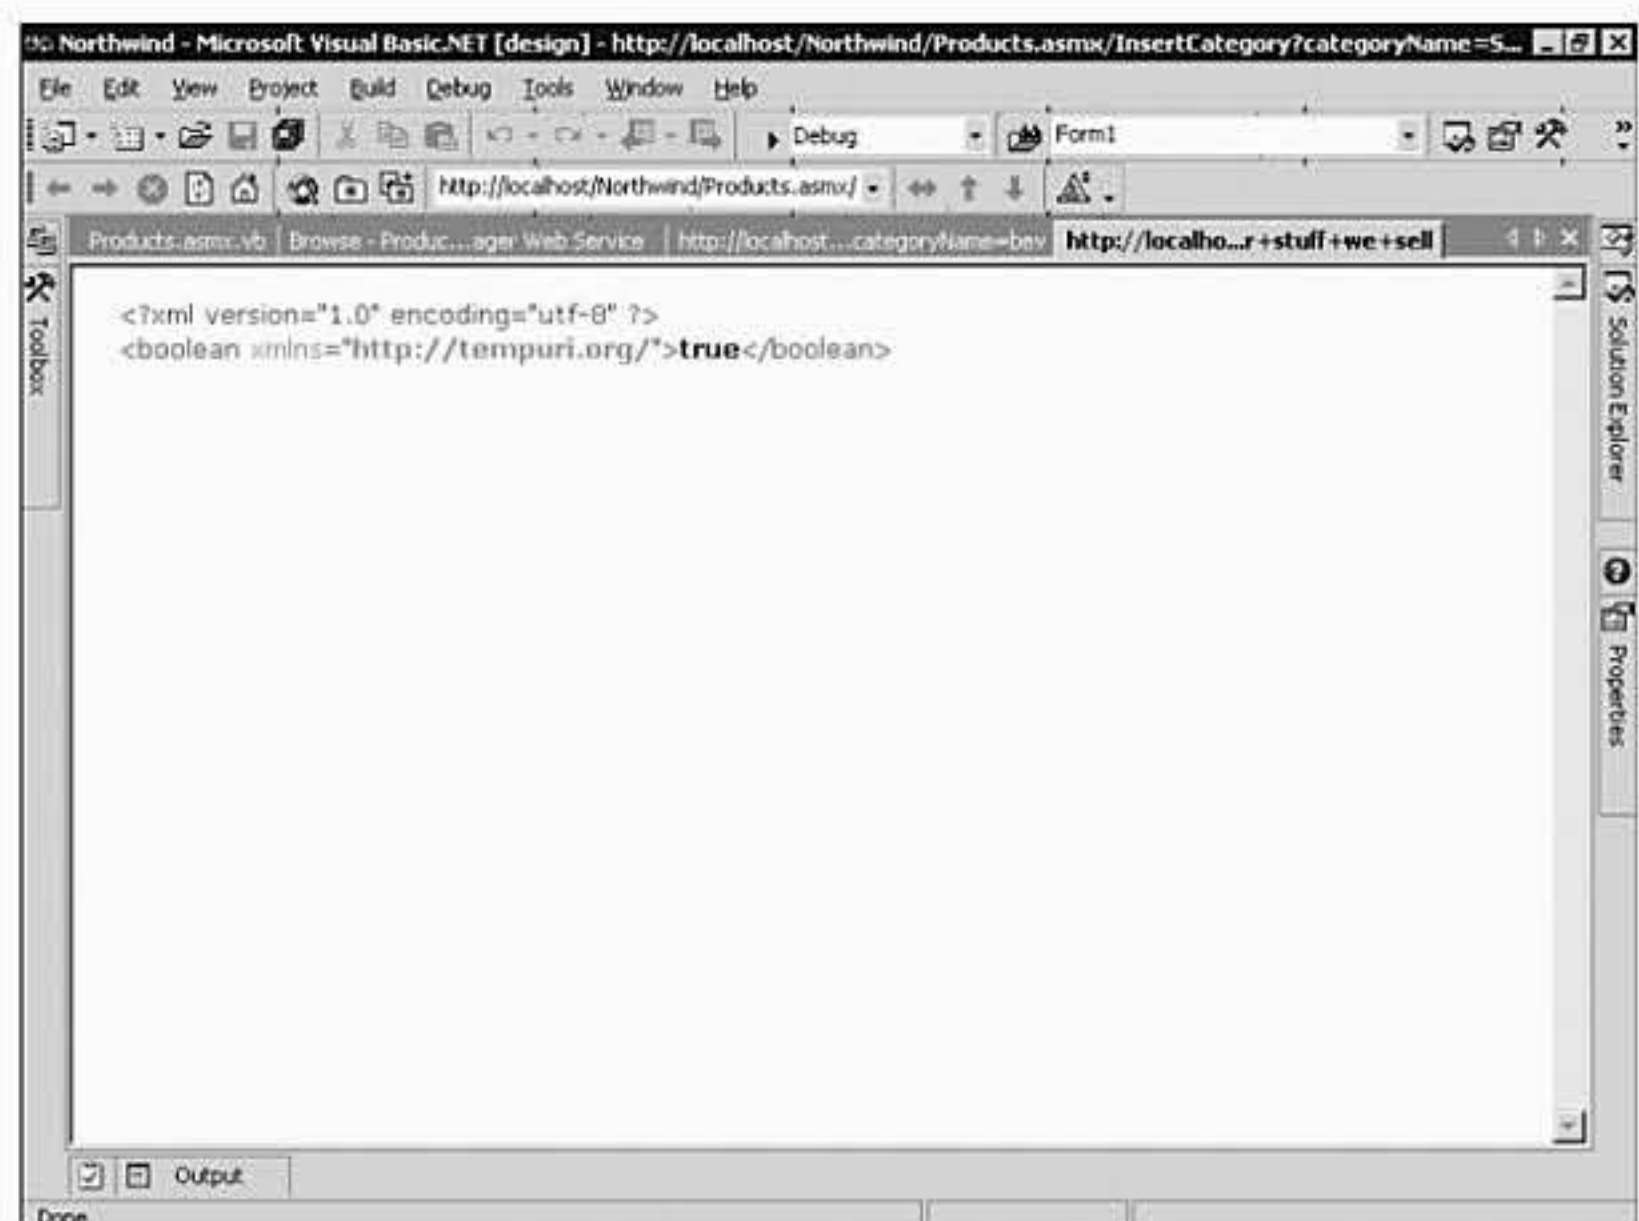 Northwind - Microsoft Visual Basic.NET [design] - http://localhost/Northwind/Products.asmx/InsertCategory?categoryName=S...
File Edit View Project Build Debug Tools Window Help
Debug Form1
http://localhost/Northwind/Products.asmx/
Products.asmx.vb Browse - Produc...ager Web Service http://localhost...categoryName=bev http://localho...r+stuff+we+sell
Toolbox
<?xml version="1.0" encoding="utf-8" ?>
<boolean xmlns="http://tempuri.org/">true</boolean>
Solution Explorer
Properties
Output
Done